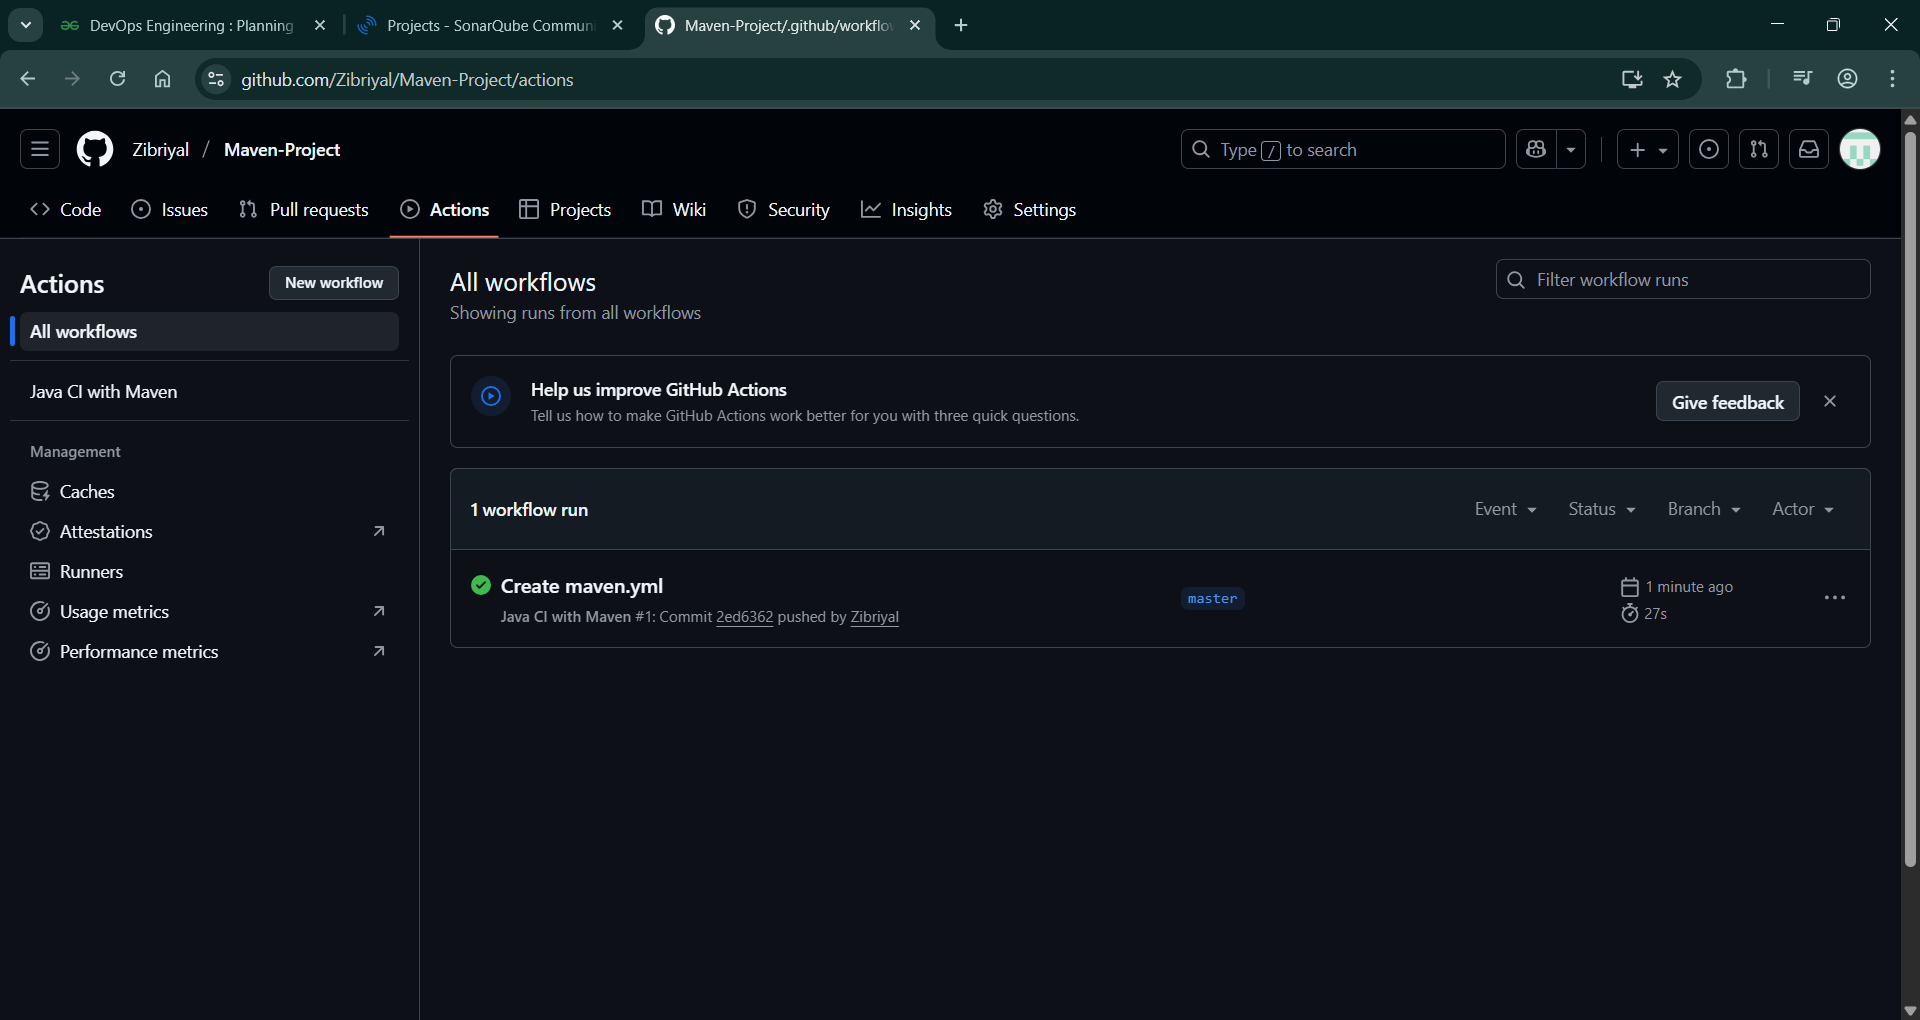 DevOps Engineering : Planning
Projects - SonarQube Commun
Maven-Project/.github/workflo
github.com/Zibriyal/Maven-Project/actions
Zibriyal / Maven-Project
Type / to search
Code
Issues
Pull requests
Actions
Projects
Wiki
Security
Insights
Settings
Actions
New workflow
All workflows
Java CI with Maven
Management
Caches
Attestations
Runners
Usage metrics
Performance metrics
All workflows
Showing runs from all workflows
Filter workflow runs
Help us improve GitHub Actions
Tell us how to make GitHub Actions work better for you with three quick questions.
Give feedback
1 workflow run
Event
Status
Branch
Actor
Create maven.yml
Java CI with Maven #1: Commit 2ed6362 pushed by Zibriyal
master
1 minute ago
27s